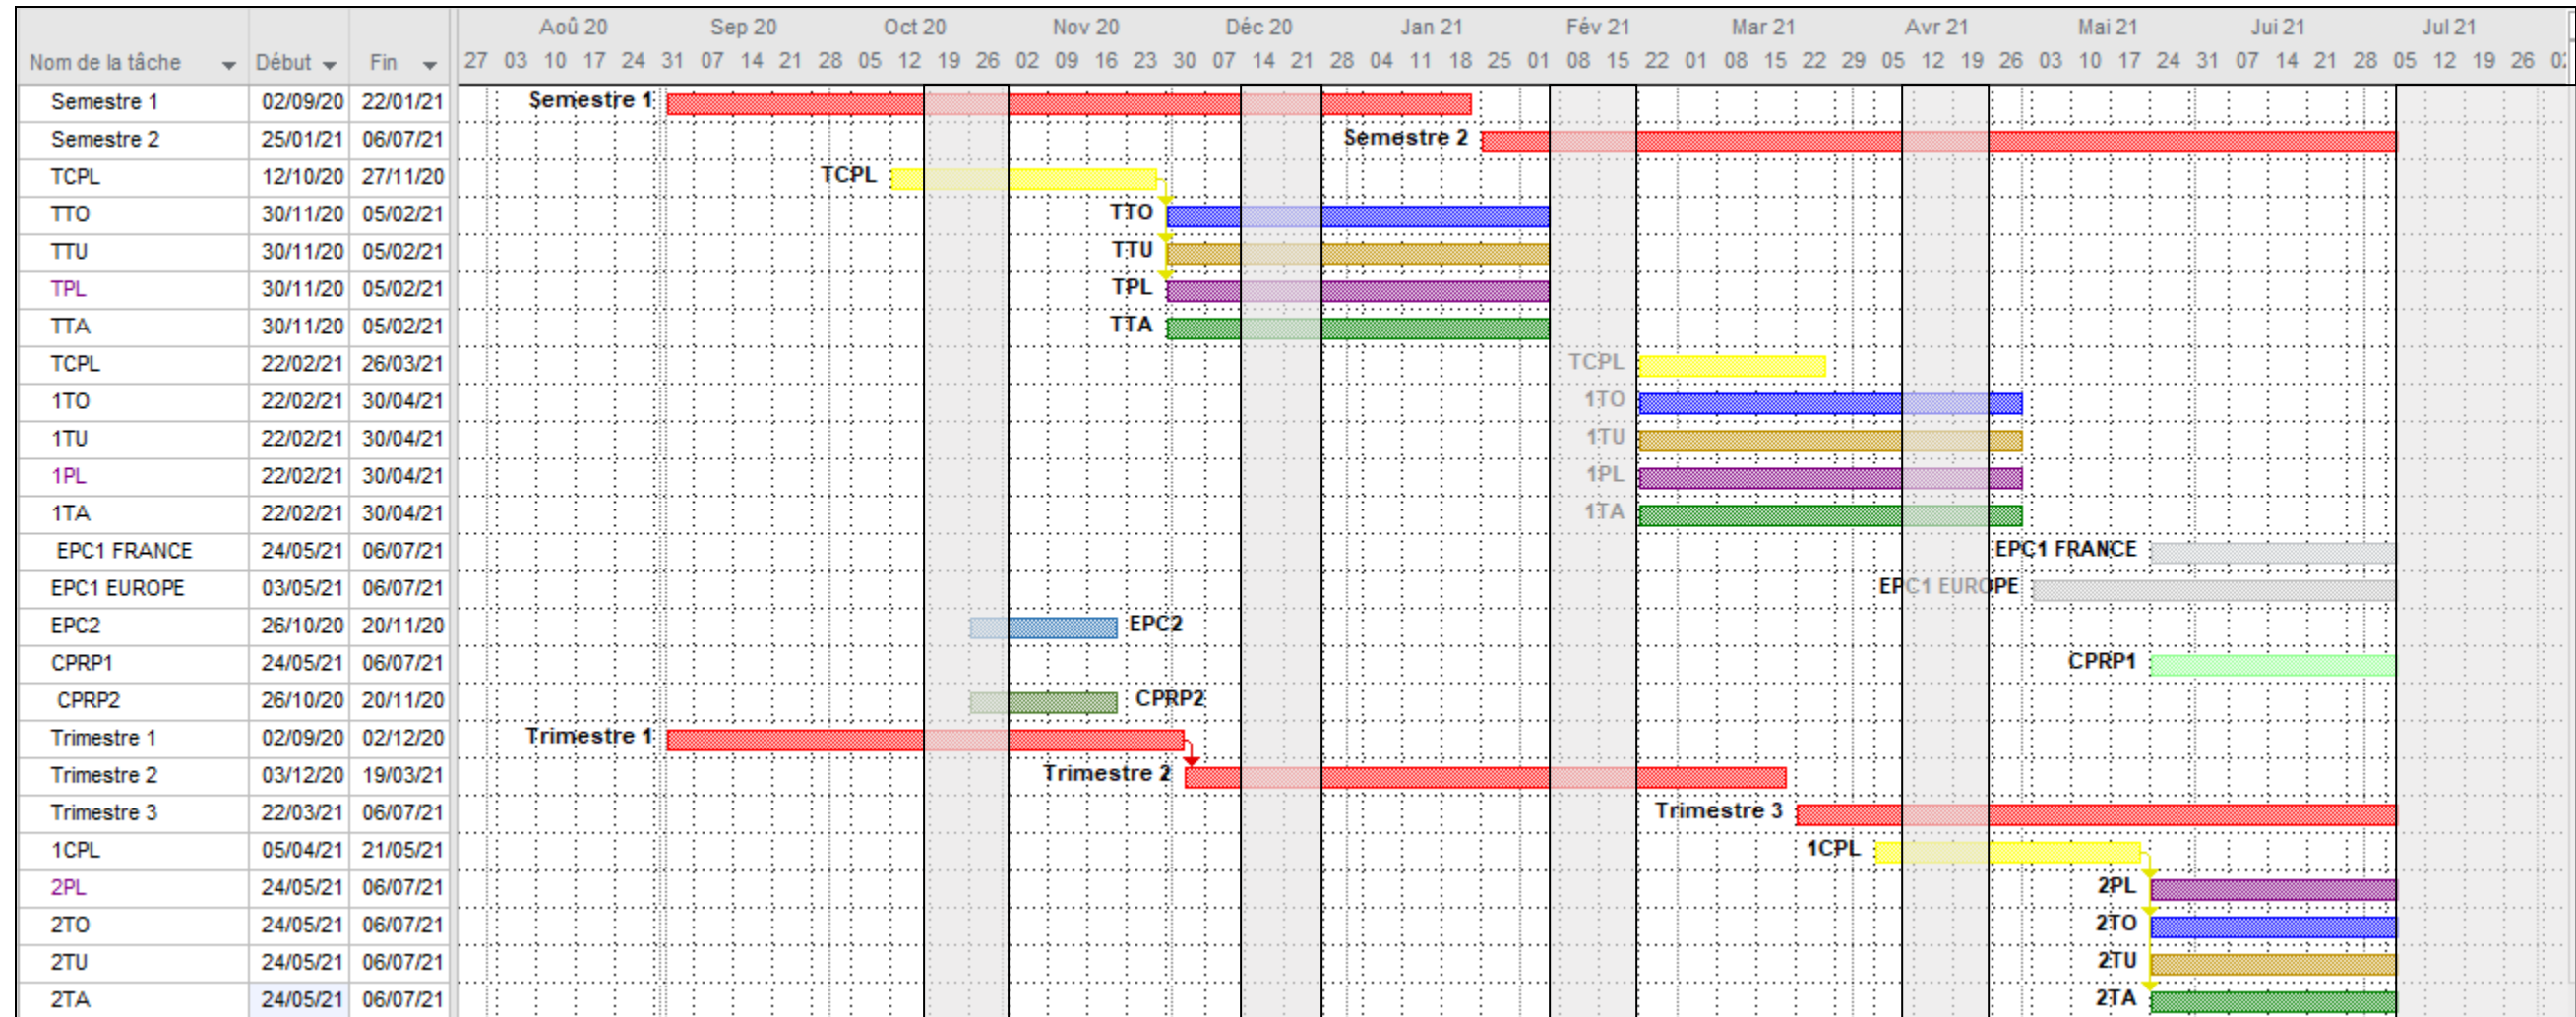 Aoû 20 Sep 20 Oct 20 Nov 20 Déc 20 Jan 21 Fév 21 Mar 21 Avr 21 Mai 21 Jui 21 Jul 21
Nom de la tâche Début Fin 27 03 10 17 24 31 07 14 21 28 05 12 19 26 02 09 16 23 30 07 14 21 28 04 11 18 25 01 08 15 22 01 08 15 22 29 05 12 19 26 03 10 17 24 31 07 14 21 28 05 12 19 26
Semestre 1 02/09/20 22/01/21 Semestre 1
Semestre 2 25/01/21 06/07/21 Semestre 2
TCPL 12/10/20 27/11/20 TCPL
TTO 30/11/20 05/02/21 TTO
TTU 30/11/20 05/02/21 TTU
TPL 30/11/20 05/02/21 TPL
TTA 30/11/20 05/02/21 TTA
TCPL 22/02/21 26/03/21 TCPL
1TO 22/02/21 30/04/21 1TO
1TU 22/02/21 30/04/21 1TU
1PL 22/02/21 30/04/21 1PL
1TA 22/02/21 30/04/21 1TA
EPC1 FRANCE 24/05/21 06/07/21 EPC1 FRANCE
EPC1 EUROPE 03/05/21 06/07/21 EPC1 EUROPE
EPC2 26/10/20 20/11/20 EPC2
CPRP1 24/05/21 06/07/21 CPRP1
CPRP2 26/10/20 20/11/20 CPRP2
Trimestre 1 02/09/20 02/12/20 Trimestre 1
Trimestre 2 03/12/20 19/03/21 Trimestre 2
Trimestre 3 22/03/21 06/07/21 Trimestre 3
1CPL 05/04/21 21/05/21 1CPL
2PL 24/05/21 06/07/21 2PL
2TO 24/05/21 06/07/21 2TO
2TU 24/05/21 06/07/21 2TU
2TA 24/05/21 06/07/21 2TA